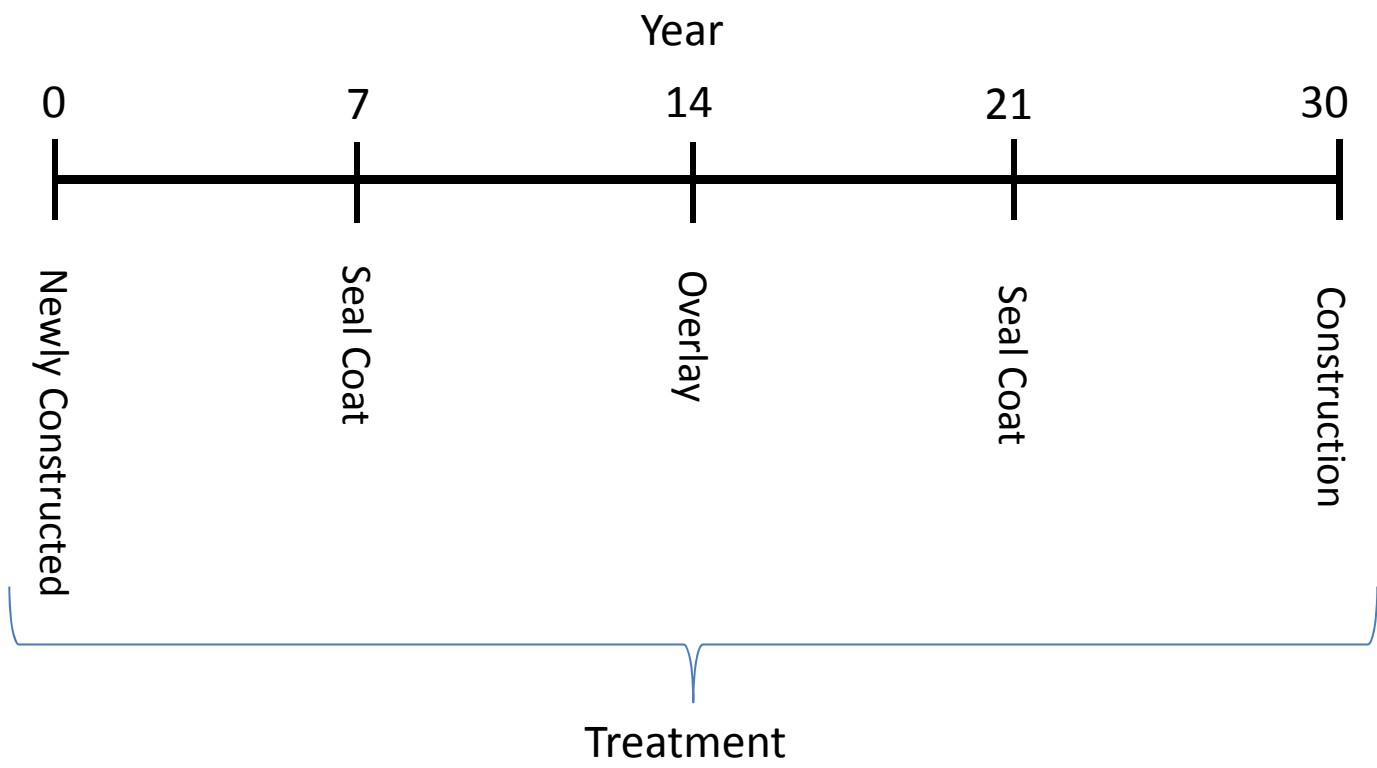 Year
0
7
14
21
30
Newly Constructed
Seal Coat
Overlay
Seal Coat
Construction
Treatment